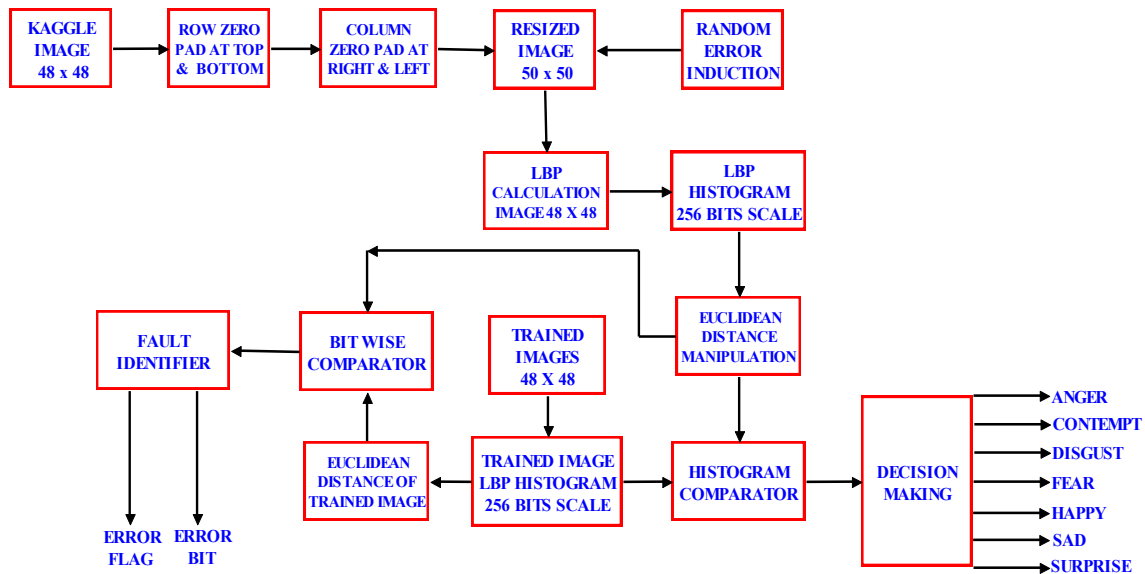 KAGGLE
IMAGE
48 x 48
ROW ZERO
PAD AT TOP
& BOTTOM
COLUMN
ZERO PAD AT
RIGHT & LEFT
RESIZED
IMAGE
50 x 50
RANDOM
ERROR
INDUCTION
LBP
CALCULATION
IMAGE 48 X 48
LBP
HISTOGRAM
256 BITS SCALE
FAULT
IDENTIFIER
BIT WISE
COMPARATOR
TRAINED
IMAGES
48 X 48
EUCLIDEAN
DISTANCE
MANIPULATION
EUCLIDEAN
DISTANCE OF
TRAINED IMAGE
TRAINED IMAGE
LBP HISTOGRAM
256 BITS SCALE
HISTOGRAM
COMPARATOR
DECISION
MAKING
ANGER
CONTEMPT
DISGUST
FEAR
HAPPY
SAD
SURPRISE
ERROR
FLAG
ERROR
BIT